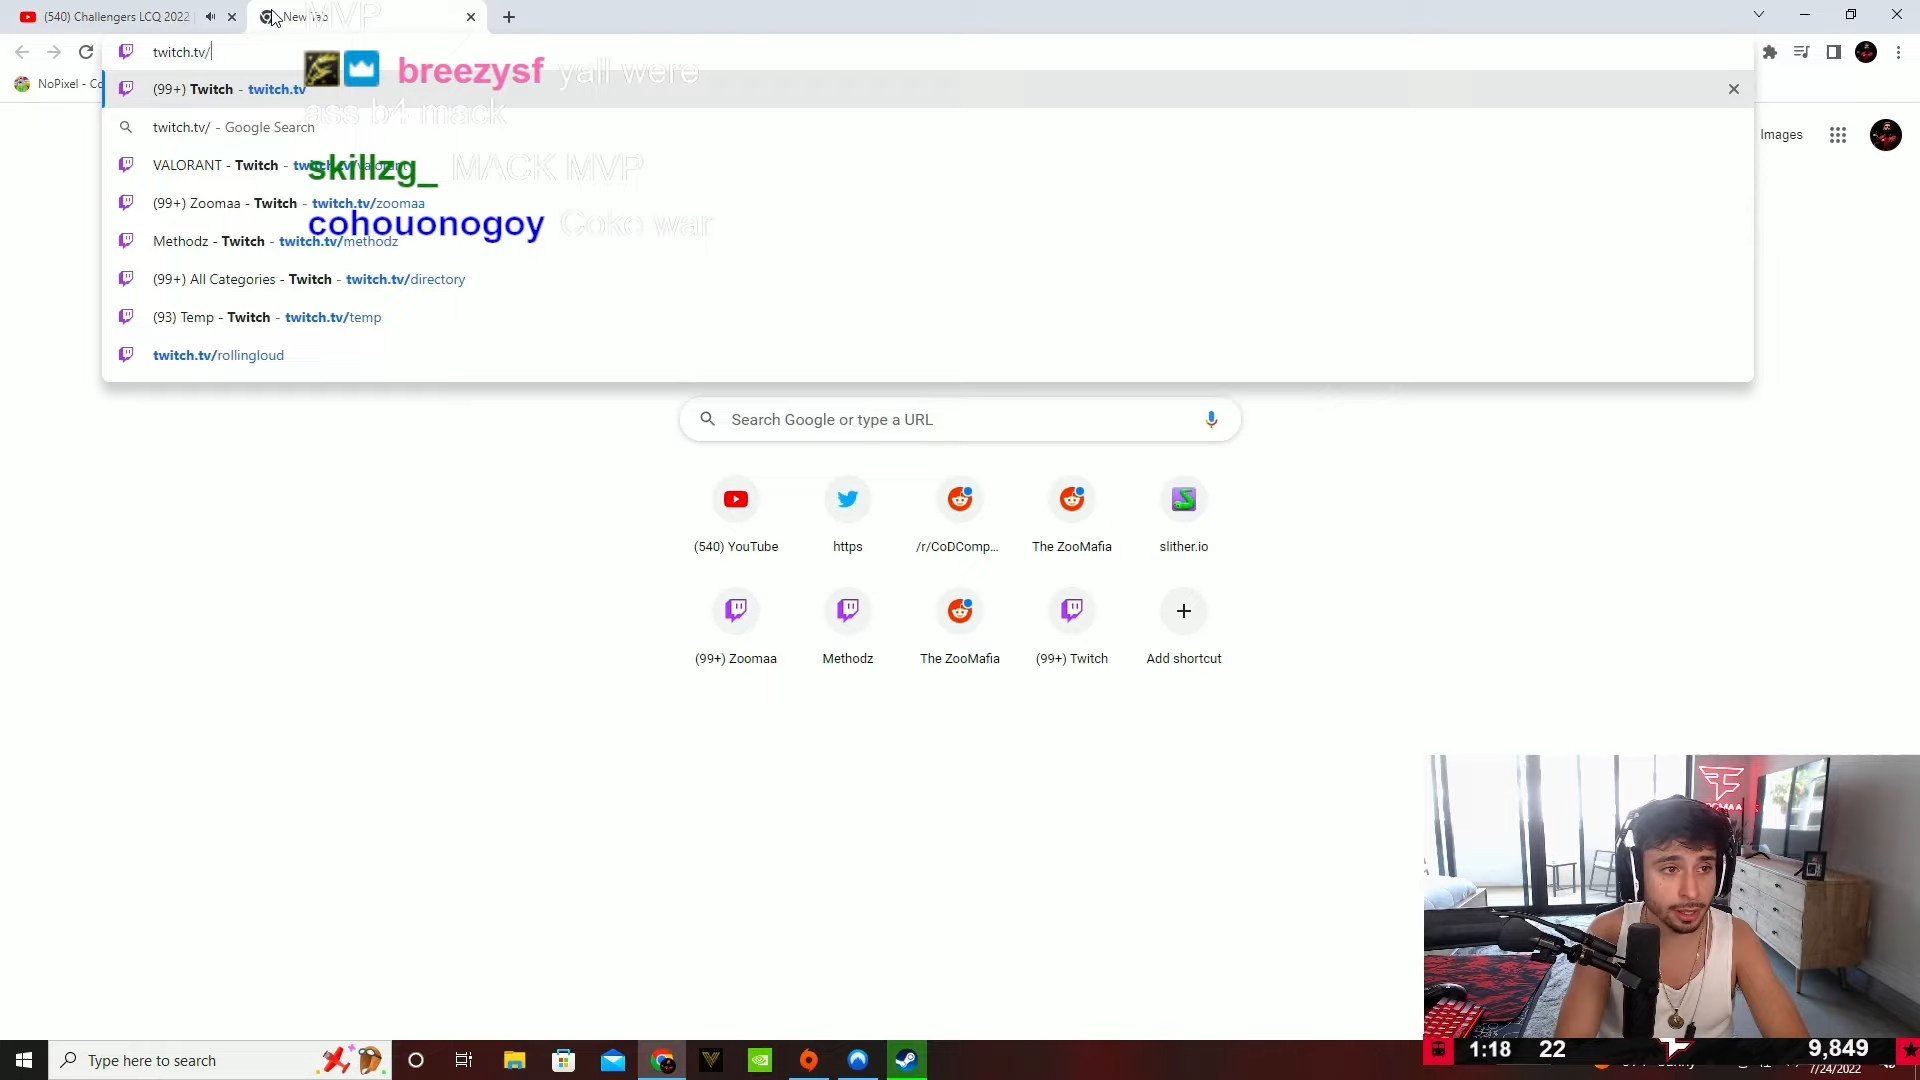 (540) Challengers LCQ 2022
New Tab
MVP
twitch.tv/
breezysf yall were
ass b4 mack
NoPixel - Co
(99+) Twitch - twitch.tv
twitch.tv/ - Google Search
Images
VALORANT - Twitch - twitch.tv/valorant
skillzg_ MACK MVP
(99+) Zoomaa - Twitch - twitch.tv/zoomaa
cohouonogoy Coke war
Methodz - Twitch - twitch.tv/methodz
(99+) All Categories - Twitch - twitch.tv/directory
(93) Temp - Twitch - twitch.tv/temp
twitch.tv/rollingloud
Search Google or type a URL
(540) YouTube
https
/r/CoDComp...
The ZooMafia
slither.io
(99+) Zoomaa
Methodz
The ZooMafia
(99+) Twitch
Add shortcut
Type here to search
1:18
22
9,849
7/24/2022